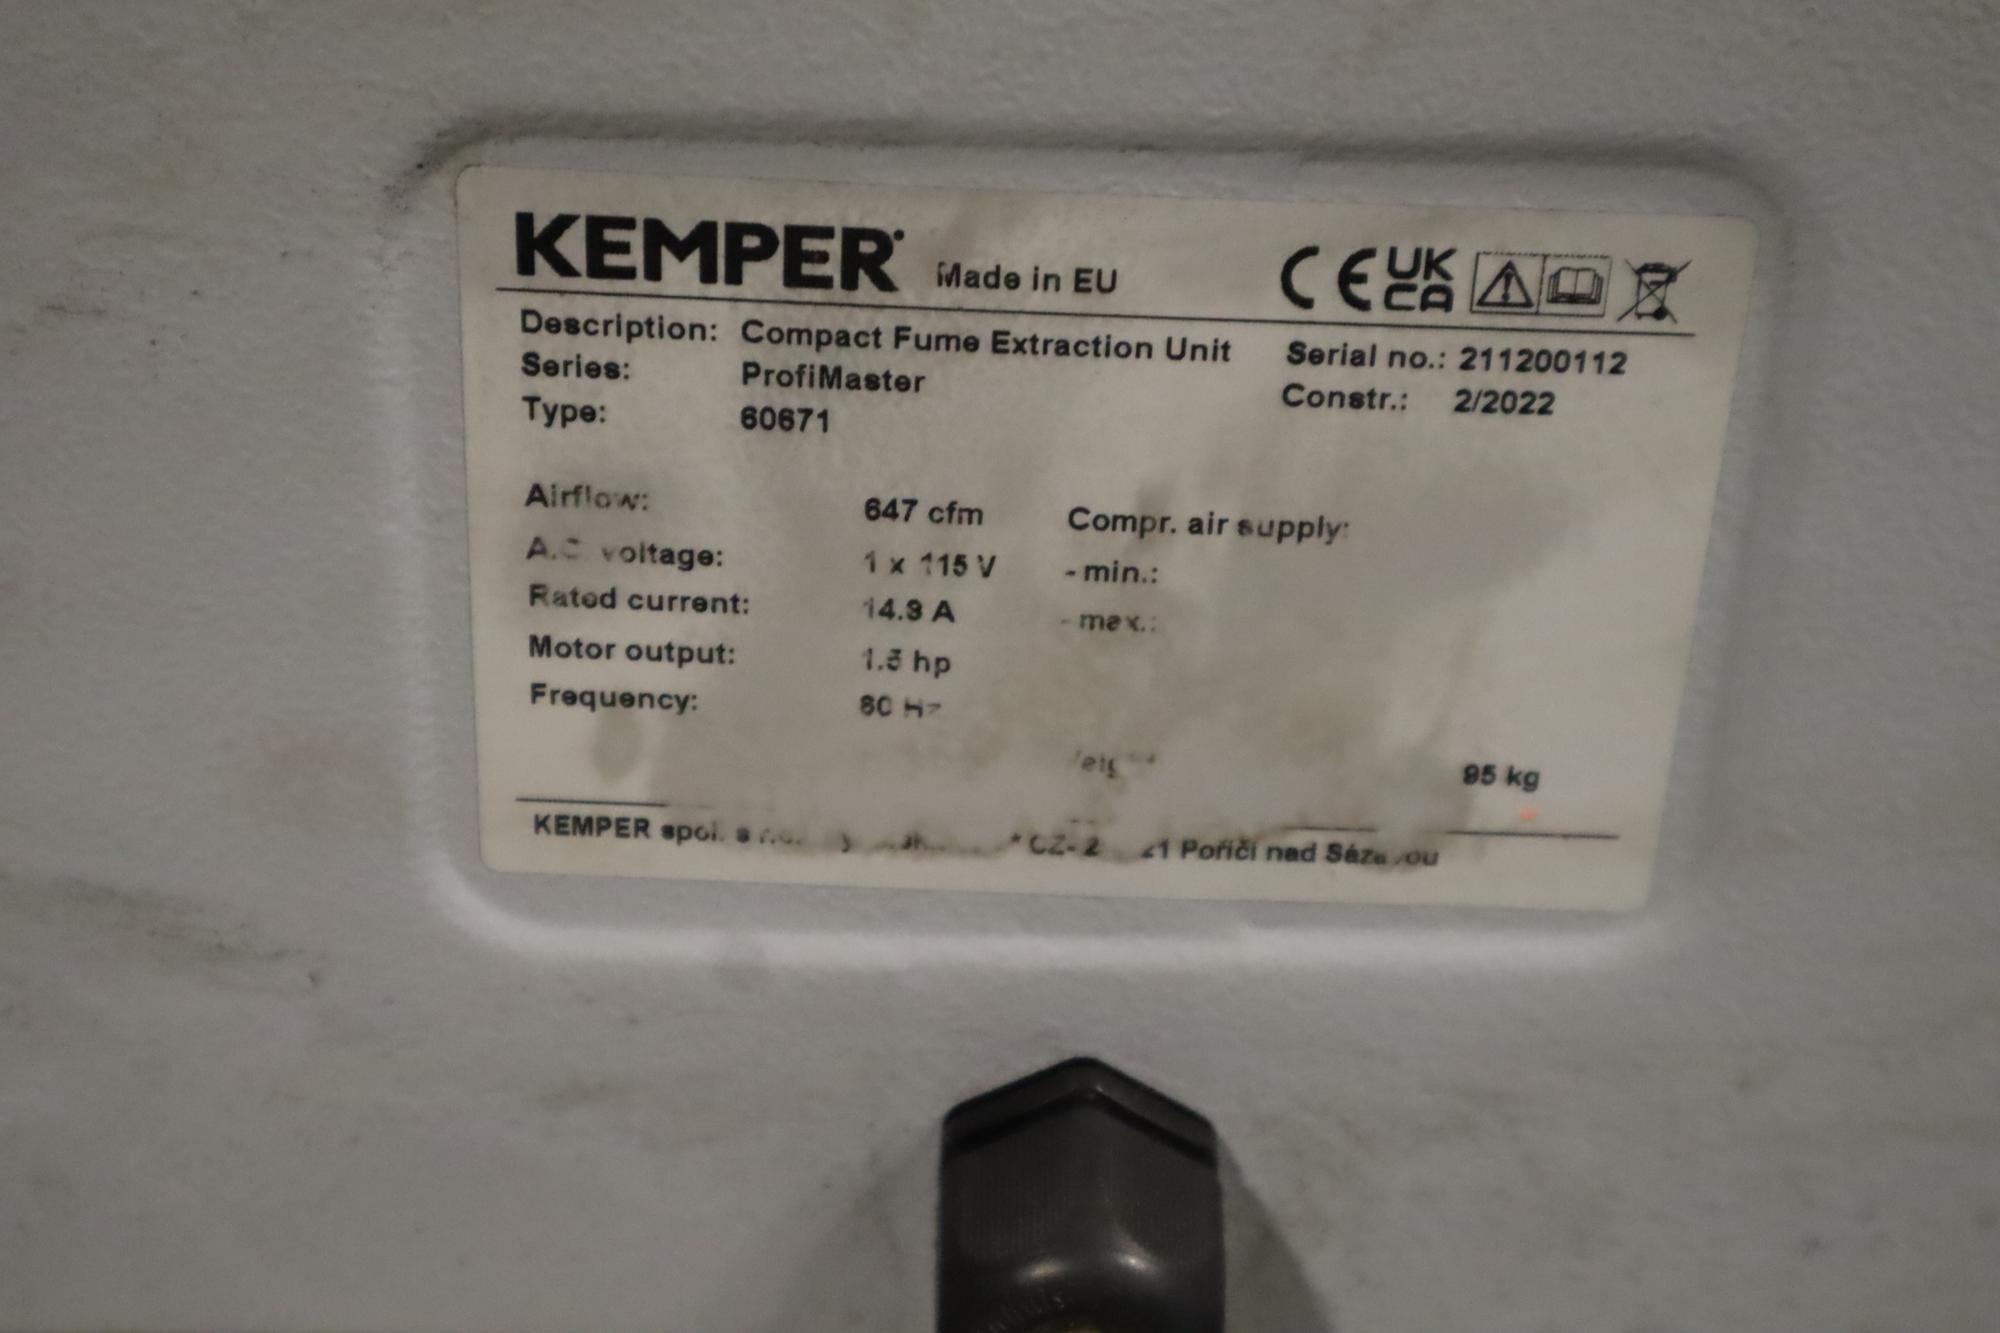 KEMPER Made in EU CE UK CA
Description: Compact Fume Extraction Unit Serial no.: 211200112
Series: ProfiMaster Constr.: 2/2022
Type: 60671
Airflow: 647 cfm Compr. air supply:
voltage: 1 x 115 V - min.:
Rated current: A - max.:
Motor output: hp
Frequency: Hz
95 kg
KEMPER spol. Poříčí nad